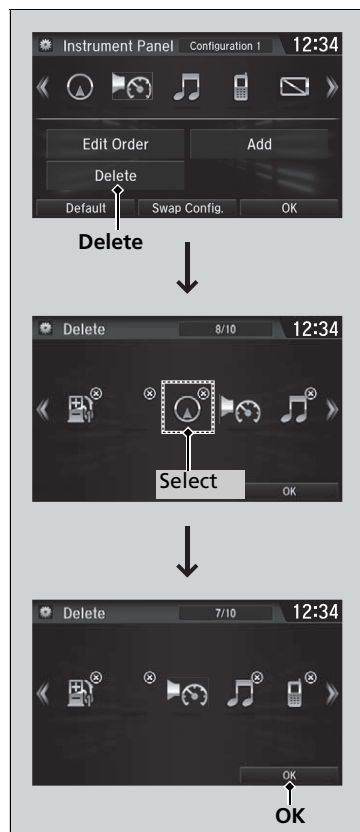 Instrument Panel Configuration 1 12:34
Edit Order Add
Delete
Default Swap Config. OK
Delete
Delete 8/10 12:34
Select
OK
Delete 7/10 12:34
OK
OK